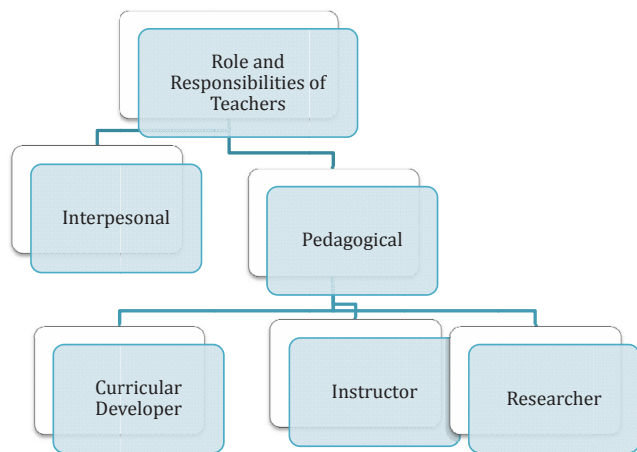 Role and
Responsibilities of
Teachers
Interpesonal
Pedagogical
Curricular
Developer
Instructor
Researcher